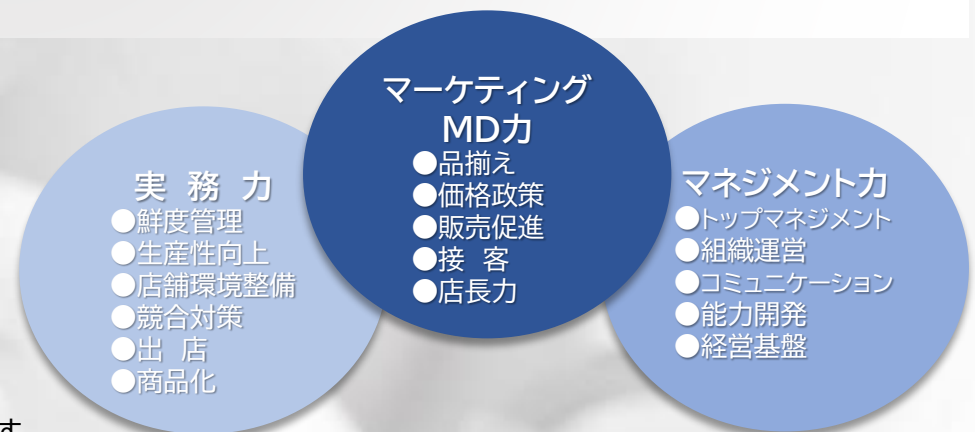 マーケティング
MD力
●品揃え
●価格政策
●販売促進
●接 客
●店長力
実 務 力
●鮮度管理
●生産性向上
●店舗環境整備
●競合対策
●出 店
●商品化
マネジメント力
●トップマネジメント
●組織運営
●コミュニケーション
●能力開発
●経営基盤
す